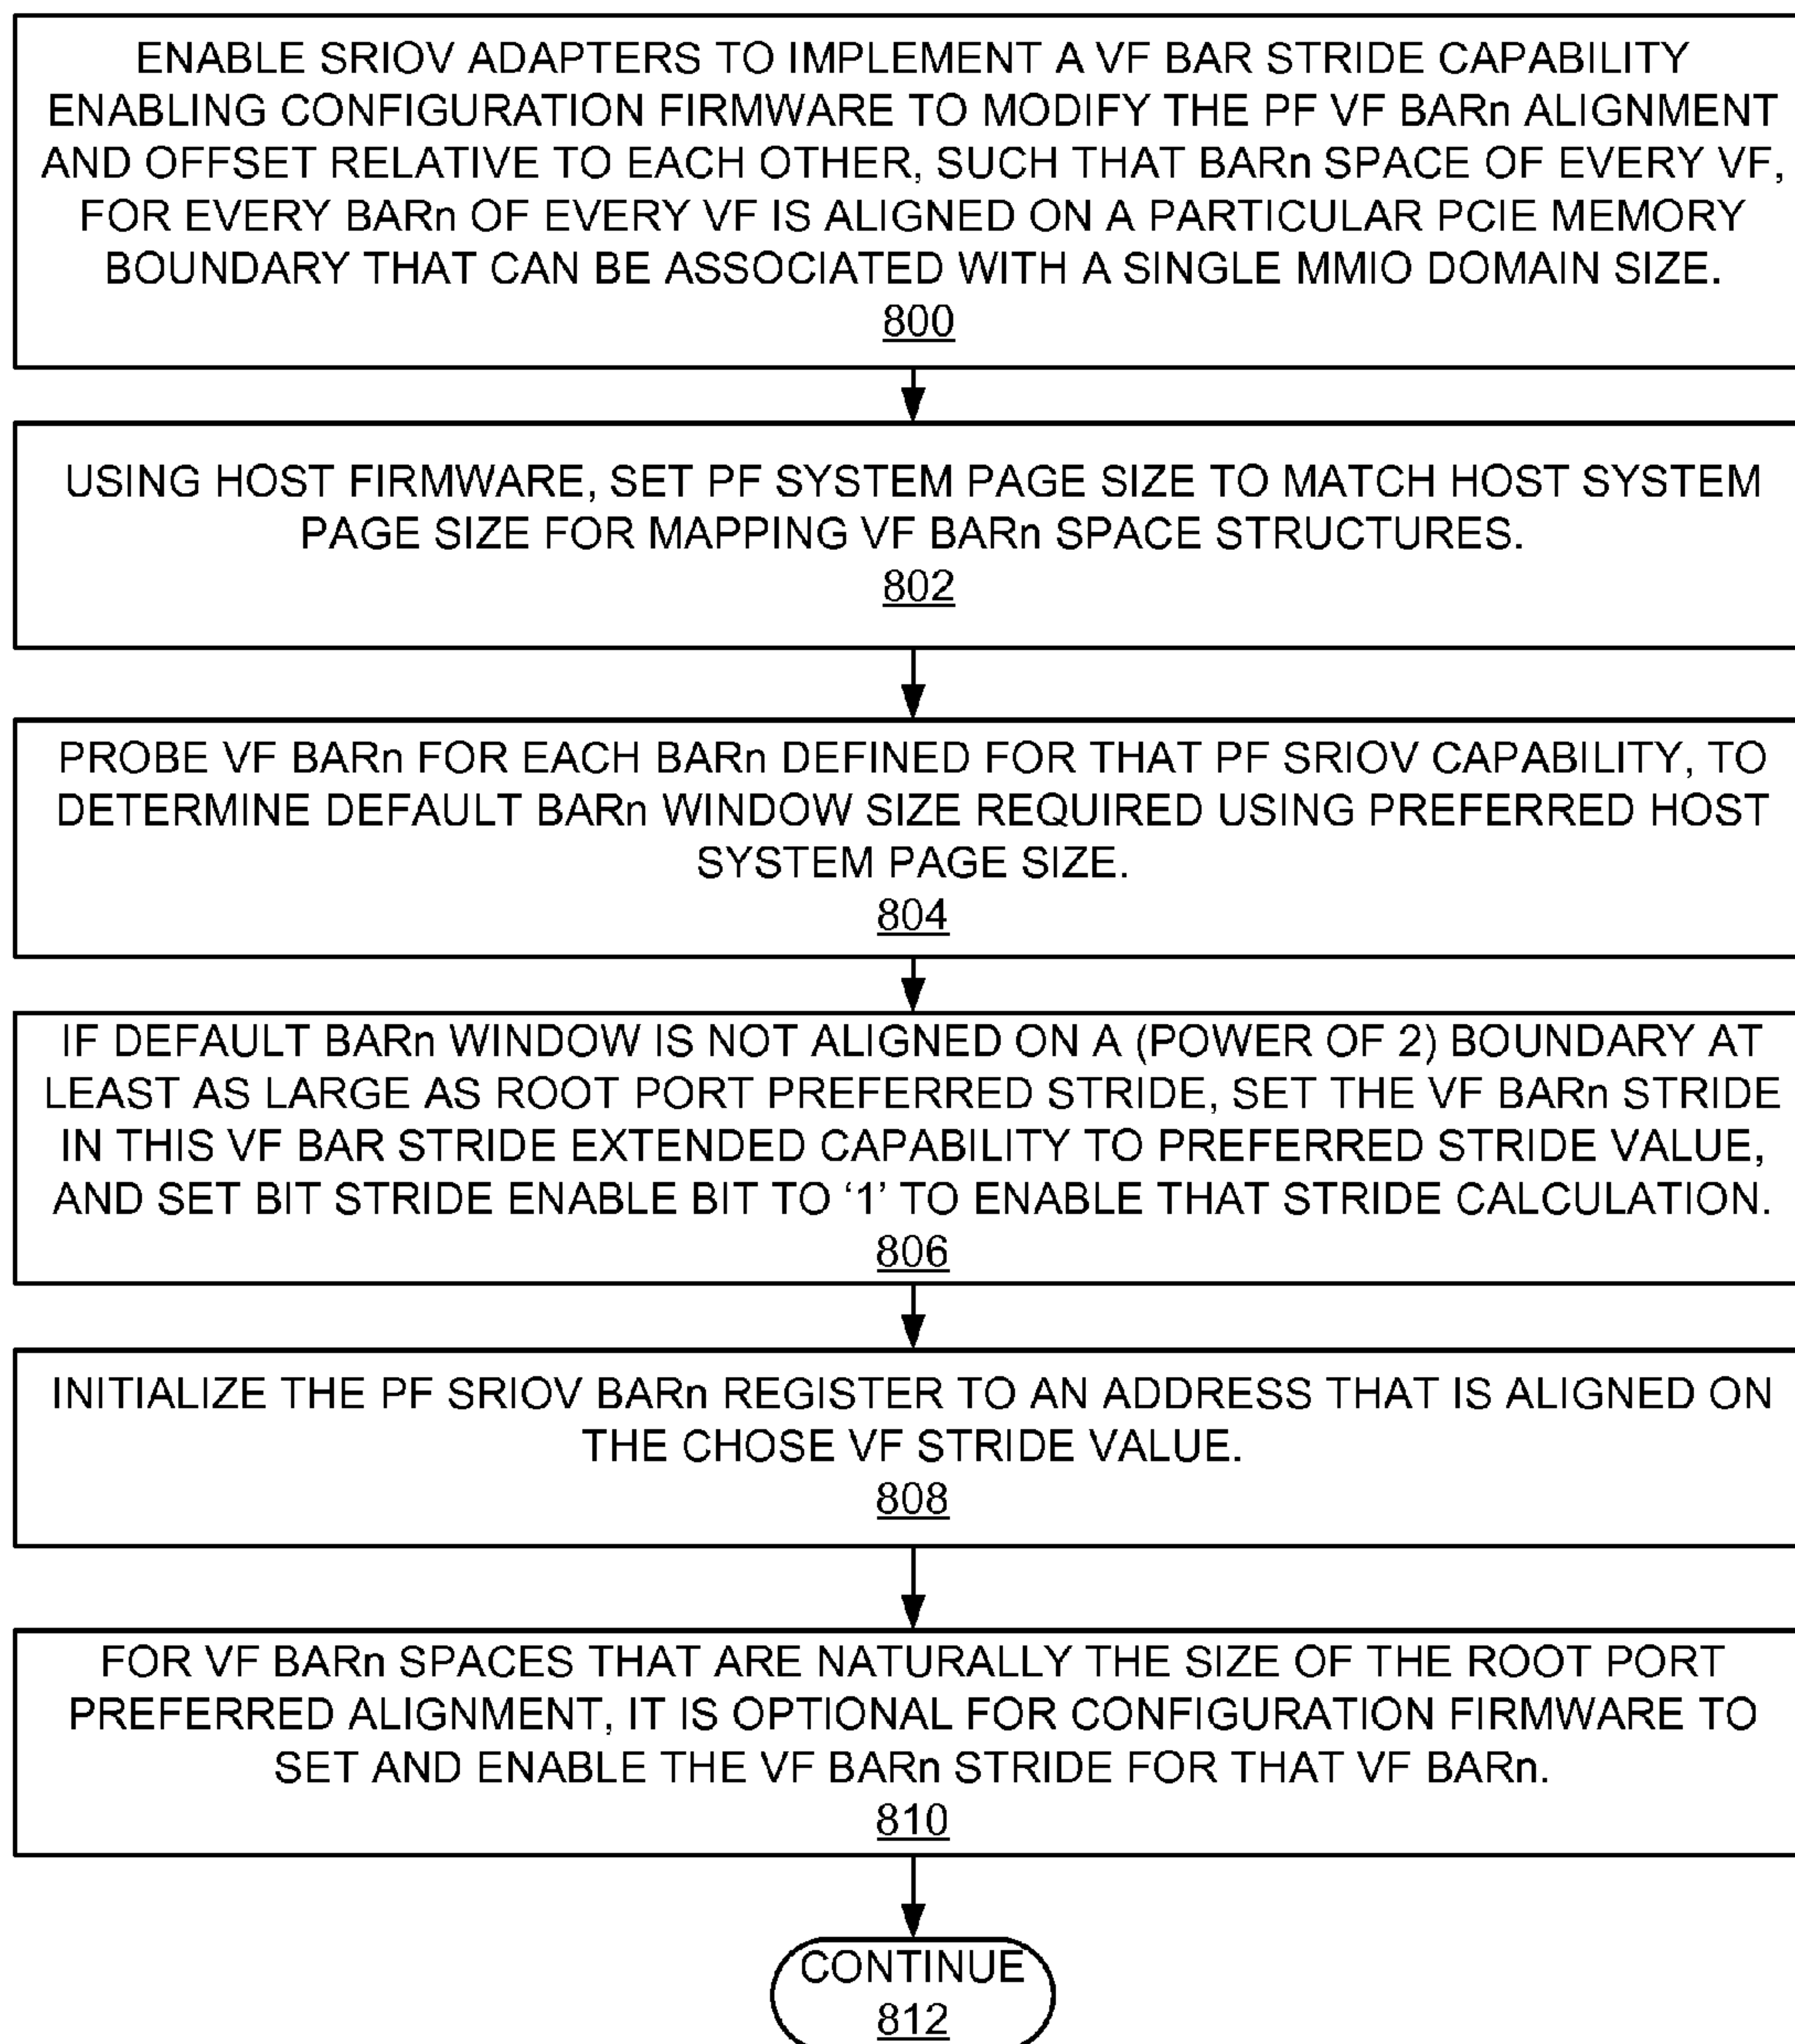 ENABLE SRIOV ADAPTERS TO IMPLEMENT A VF BAR STRIDE CAPABILITY
ENABLING CONFIGURATION FIRMWARE TO MODIFY THE PF VF BARn ALIGNMENT
AND OFFSET RELATIVE TO EACH OTHER, SUCH THAT BARn SPACE OF EVERY VF,
FOR EVERY BARn OF EVERY VF IS ALIGNED ON A PARTICULAR PCIE MEMORY
BOUNDARY THAT CAN BE ASSOCIATED WITH A SINGLE MMIO DOMAIN SIZE.
800
USING HOST FIRMWARE, SET PF SYSTEM PAGE SIZE TO MATCH HOST SYSTEM
PAGE SIZE FOR MAPPING VF BARn SPACE STRUCTURES.
802
PROBE VF BARn FOR EACH BARn DEFINED FOR THAT PF SRIOV CAPABILITY, TO
DETERMINE DEFAULT BARn WINDOW SIZE REQUIRED USING PREFERRED HOST
SYSTEM PAGE SIZE.
804
IF DEFAULT BARn WINDOW IS NOT ALIGNED ON A (POWER OF 2) BOUNDARY AT
LEAST AS LARGE AS ROOT PORT PREFERRED STRIDE, SET THE VF BARn STRIDE
IN THIS VF BAR STRIDE EXTENDED CAPABILITY TO PREFERRED STRIDE VALUE,
AND SET BIT STRIDE ENABLE BIT TO ‘1’ TO ENABLE THAT STRIDE CALCULATION.
806
INITIALIZE THE PF SRIOV BARn REGISTER TO AN ADDRESS THAT IS ALIGNED ON
THE CHOSE VF STRIDE VALUE.
808
FOR VF BARn SPACES THAT ARE NATURALLY THE SIZE OF THE ROOT PORT
PREFERRED ALIGNMENT, IT IS OPTIONAL FOR CONFIGURATION FIRMWARE TO
SET AND ENABLE THE VF BARn STRIDE FOR THAT VF BARn.
810
CONTINUE
812